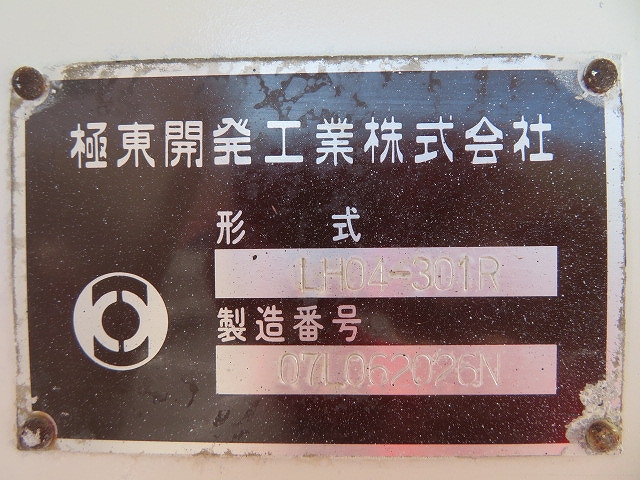 極東開発工業株式会社
形 式
LH04-301R
製造番号
07L062026N